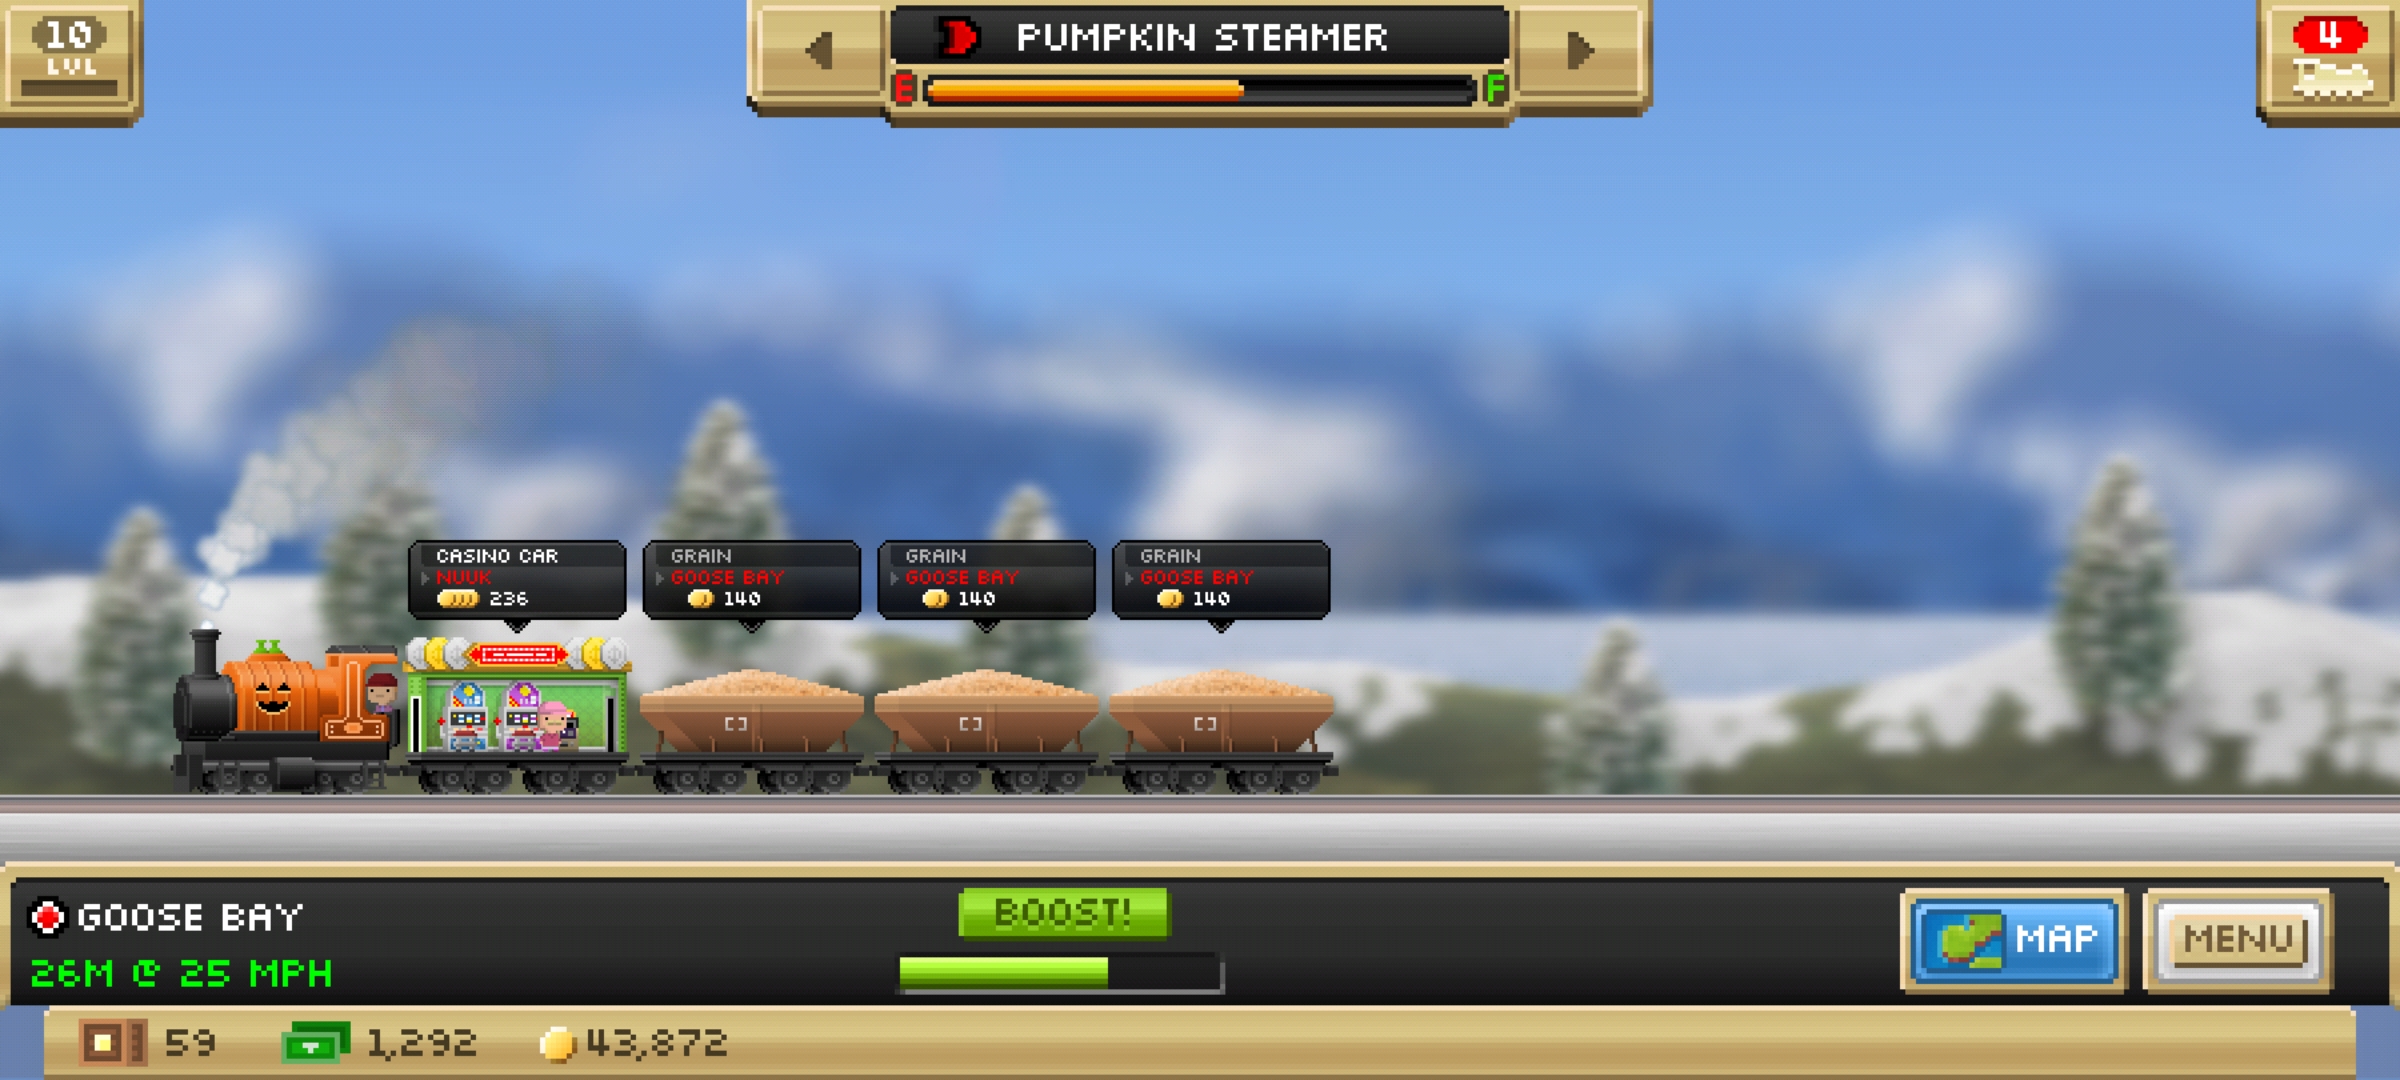 10
LVL
PUMPKIN STEAMER
E
F
4
CASINO CAR
NUUK
236
GRAIN
GOOSE BAY
140
GRAIN
GOOSE BAY
140
GRAIN
GOOSE BAY
140
GOOSE BAY
26M @ 25 MPH
BOOST!
MAP
MENU
59
1,292
43,872